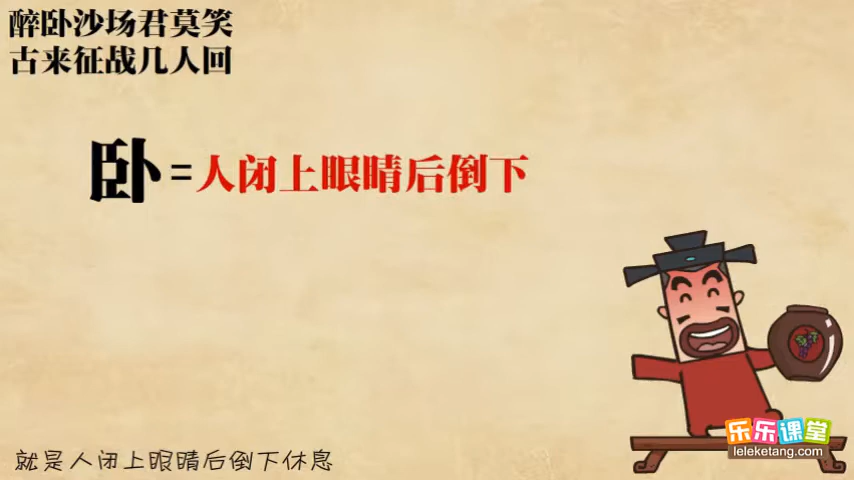 醉卧沙场君莫笑
古来征战几人回
卧=人闭上眼睛后倒下
乐乐课堂
leleketang.com
就是人闭上眼睛后倒下休息